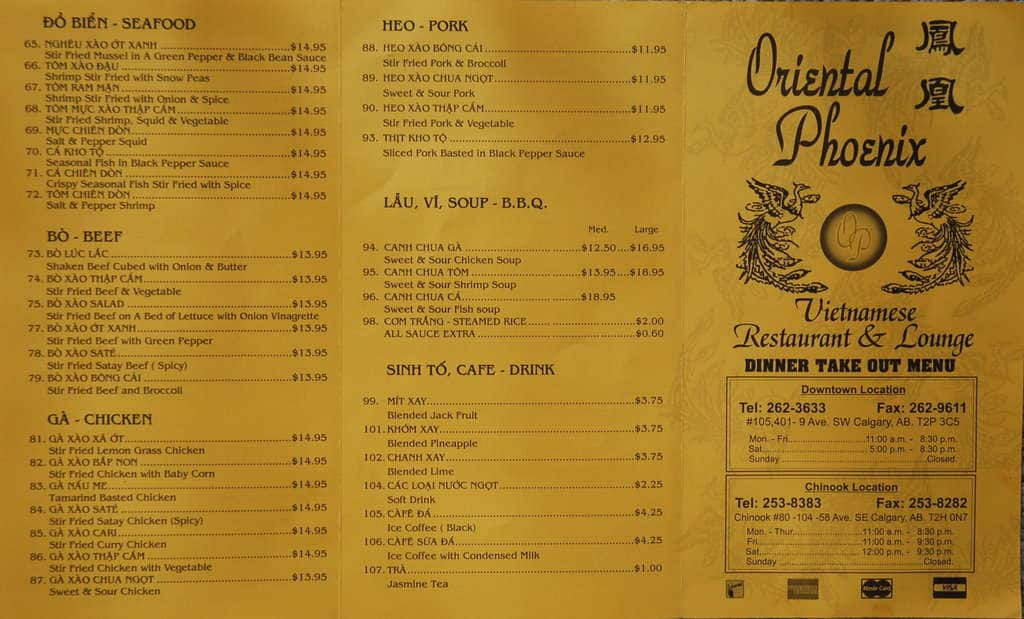 ĐỒ BIỂN - SEAFOOD
65. NGHÊU XÀO ỚT XANH ........ $14.95
Stir Fried Mussel in A Green Pepper & Black Bean Sauce
66. TÔM XÀO ĐẬU ........ $14.95
Shrimp Stir Fried with Snow Peas
67. TÔM RAM MẶN ........ $14.95
Shrimp Stir Fried with Onion & Spice
68. TÔM MỰC XÀO THẬP CẨM ........ $14.95
Stir Fried Shrimp, Squid & Vegetable
69. MỰC CHIÊN DÒN ........ $14.95
Salt & Pepper Squid
70. CÁ KHO TỘ ........ $14.95
Seasonal Fish in Black Pepper Sauce
71. CÁ CHIÊN DÒN ........ $14.95
Crispy Seasonal Fish Stir Fried with Spice
72. TÔM CHIÊN DÒN ........ $14.95
Salt & Pepper Shrimp
BÒ - BEEF
73. BÒ LÚC LẮC ........ $13.95
Shaken Beef Cubed with Onion & Butter
74. BÒ XÀO THẬP CẨM ........ $13.95
Stir Fried Beef & Vegetable
75. BÒ XÀO SALAD ........ $13.95
Stir Fried Beef on A Bed of Lettuce with Onion Vinagrette
77. BÒ XÀO ỚT XANH ........ $13.95
Stir Fried Beef with Green Pepper
78. BÒ XÀO SATÉ ........ $13.95
Stir Fried Satay Beef ( Spicy)
79. BÒ XÀO BÔNG CẢI ........ $13.95
Stir Fried Beef and Broccoli
GÀ - CHICKEN
81. GÀ XÀO XẢ ỚT ........ $14.95
Stir Fried Lemon Grass Chicken
82. GÀ XÀO BẮP NON ........ $14.95
Stir Fried Chicken with Baby Corn
83. GÀ NẤU ME ........ $14.95
Tamarind Basted Chicken
84. GÀ XÀO SATÉ ........ $14.95
Stir Fried Satay Chicken (Spicy)
85. GÀ XÀO CARI ........ $14.95
Stir Fried Curry Chicken
86. GÀ XÀO THẬP CẨM ........ $14.95
Stir Fried Chicken with Vegetable
87. GÀ XÀO CHUA NGỌT ........ $13.95
Sweet & Sour Chicken
HEO - PORK
88. HEO XÀO BÔNG CẢI ........ $11.95
Stir Fried Pork & Broccoli
89. HEO XÀO CHUA NGỌT ........ $11.95
Sweet & Sour Pork
90. HEO XÀO THẬP CẨM ........ $11.95
Stir Fried Pork & Vegetable
93. THỊT KHO TỘ ........ $12.95
Sliced Pork Basted in Black Pepper Sauce
LẨU, VỈ, SOUP - B.B.Q.
Med. Large
94. CANH CHUA GÀ ........ $12.50....$16.95
Sweet & Sour Chicken Soup
95. CANH CHUA TÔM ........ $13.95....$18.95
Sweet & Sour Shrimp Soup
96. CANH CHUA CÁ ........ $18.95
Sweet & Sour Fish soup
98. CƠM TRẮNG - STEAMED RICE ........ $2.00
ALL SAUCE EXTRA ........ $0.60
SINH TỐ, CAFE - DRINK
99. MÍT XAY ........ $3.75
Blended Jack Fruit
101. KHÓM XAY ........ $3.75
Blended Pineapple
102. CHANH XAY ........ $3.75
Blended Lime
104. CÁC LOẠI NƯỚC NGỌT ........ $2.25
Soft Drink
105. CÀFÊ ĐÁ ........ $4.25
Ice Coffee ( Black)
106. CÀFÊ SỮA ĐÁ ........ $4.25
Ice Coffee with Condensed Milk
107. TRÀ ........ $1.00
Jasmine Tea
鳳
凰
Oriental
Phoenix
OP
Vietnamese
Restaurant & Lounge
DINNER TAKE OUT MENU
Downtown Location
Tel: 262-3633 Fax: 262-9611
#105,401- 9 Ave. SW Calgary, AB. T2P 3C5
Mon. - Fri. ........ 11:00 a.m. - 8:30 p.m.
Sat. ........ 5:00 p.m. - 8:30 p.m.
Sunday ........ Closed.
Chinook Location
Tel: 253-8383 Fax: 253-8282
Chinook #80 -104 -58 Ave. SE Calgary, AB. T2H 0N7
Mon. - Thur. ........ 11:00 a.m. - 8:30 p.m.
Fri. ........ 11:00 a.m. - 9:30 p.m.
Sat. ........ 12:00 p.m. - 9:30 p.m.
Sunday ........ Closed.
Master Card VISA